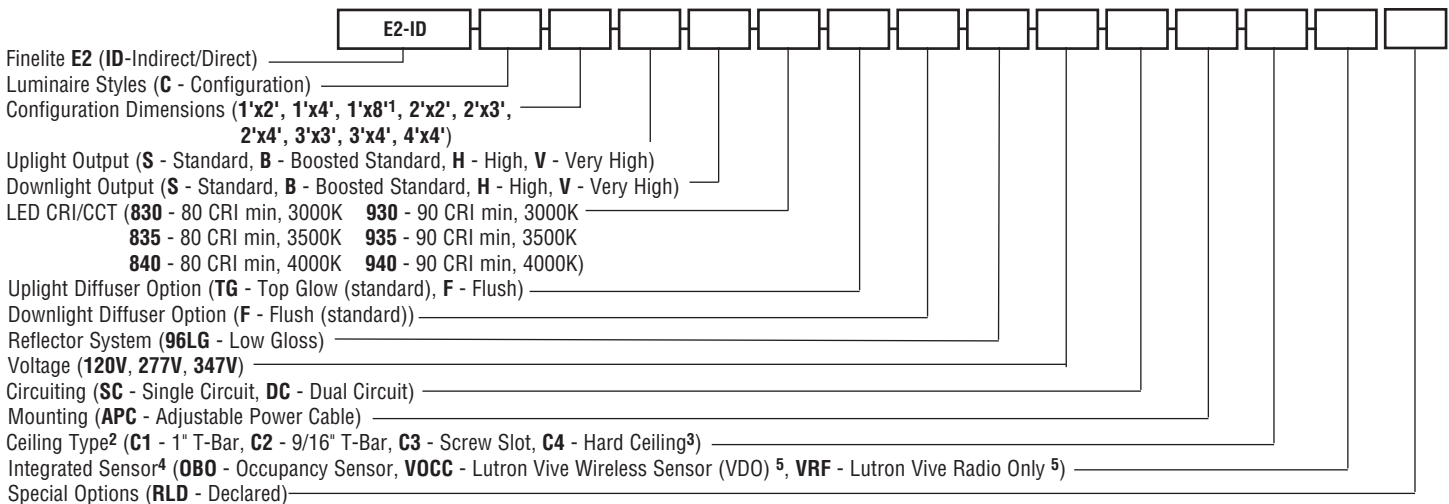 E2-ID
Finelite E2 (ID-Indirect/Direct)
Luminaire Styles (C - Configuration)
Configuration Dimensions (1'x2', 1'x4', 1'x8'1, 2'x2', 2'x3',
2'x4', 3'x3', 3'x4', 4'x4')
Uplight Output (S - Standard, B - Boosted Standard, H - High, V - Very High)
Downlight Output (S - Standard, B - Boosted Standard, H - High, V - Very High)
LED CRI/CCT (830 - 80 CRI min, 3000K 930 - 90 CRI min, 3000K
835 - 80 CRI min, 3500K 935 - 90 CRI min, 3500K
840 - 80 CRI min, 4000K 940 - 90 CRI min, 4000K)
Uplight Diffuser Option (TG - Top Glow (standard), F - Flush)
Downlight Diffuser Option (F - Flush (standard))
Reflector System (96LG - Low Gloss)
Voltage (120V, 277V, 347V)
Circuiting (SC - Single Circuit, DC - Dual Circuit)
Mounting (APC - Adjustable Power Cable)
Ceiling Type2 (C1 - 1" T-Bar, C2 - 9/16" T-Bar, C3 - Screw Slot, C4 - Hard Ceiling3)
Integrated Sensor4 (OBO - Occupancy Sensor, VOCC - Lutron Vive Wireless Sensor (VDO) 5, VRF - Lutron Vive Radio Only 5)
Special Options (RLD - Declared)